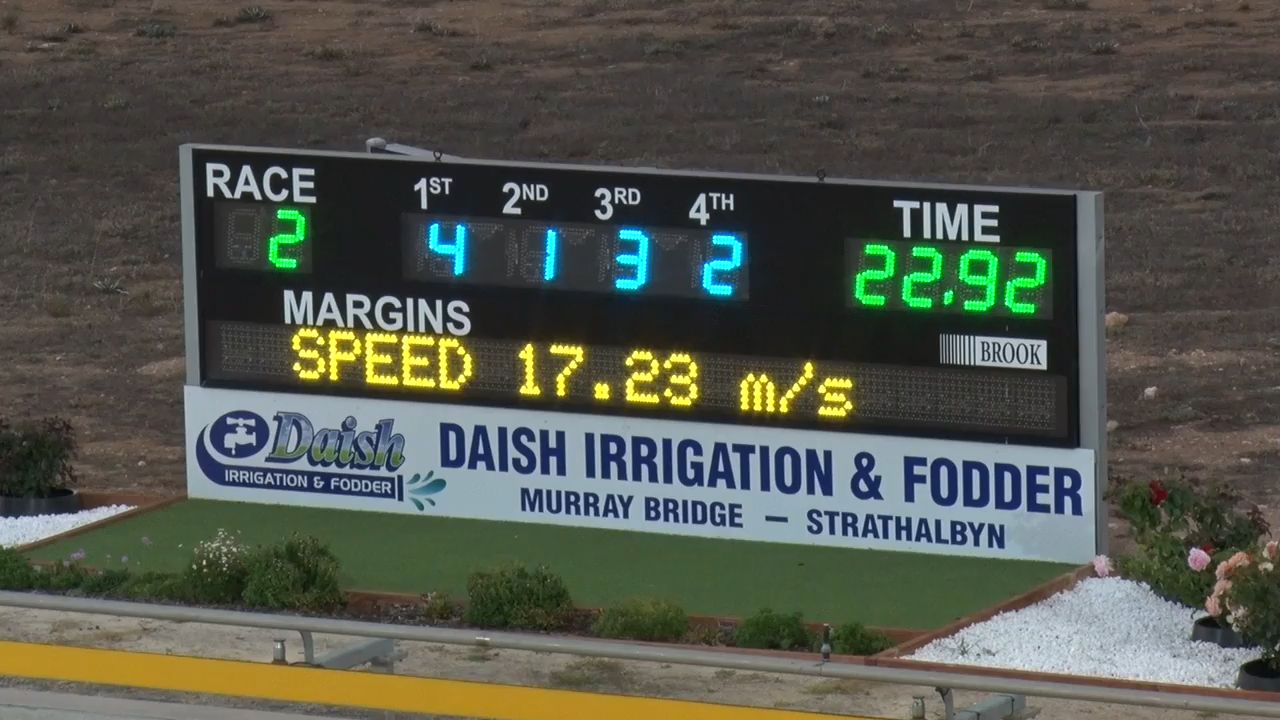 RACE 1ST 2ND 3RD 4TH TIME
2 4 1 3 2 22.92
MARGINS
BROOK
SPEED 17.23 m/s
Daish
IRRIGATION & FODDER
DAISH IRRIGATION & FODDER
MURRAY BRIDGE – STRATHALBYN